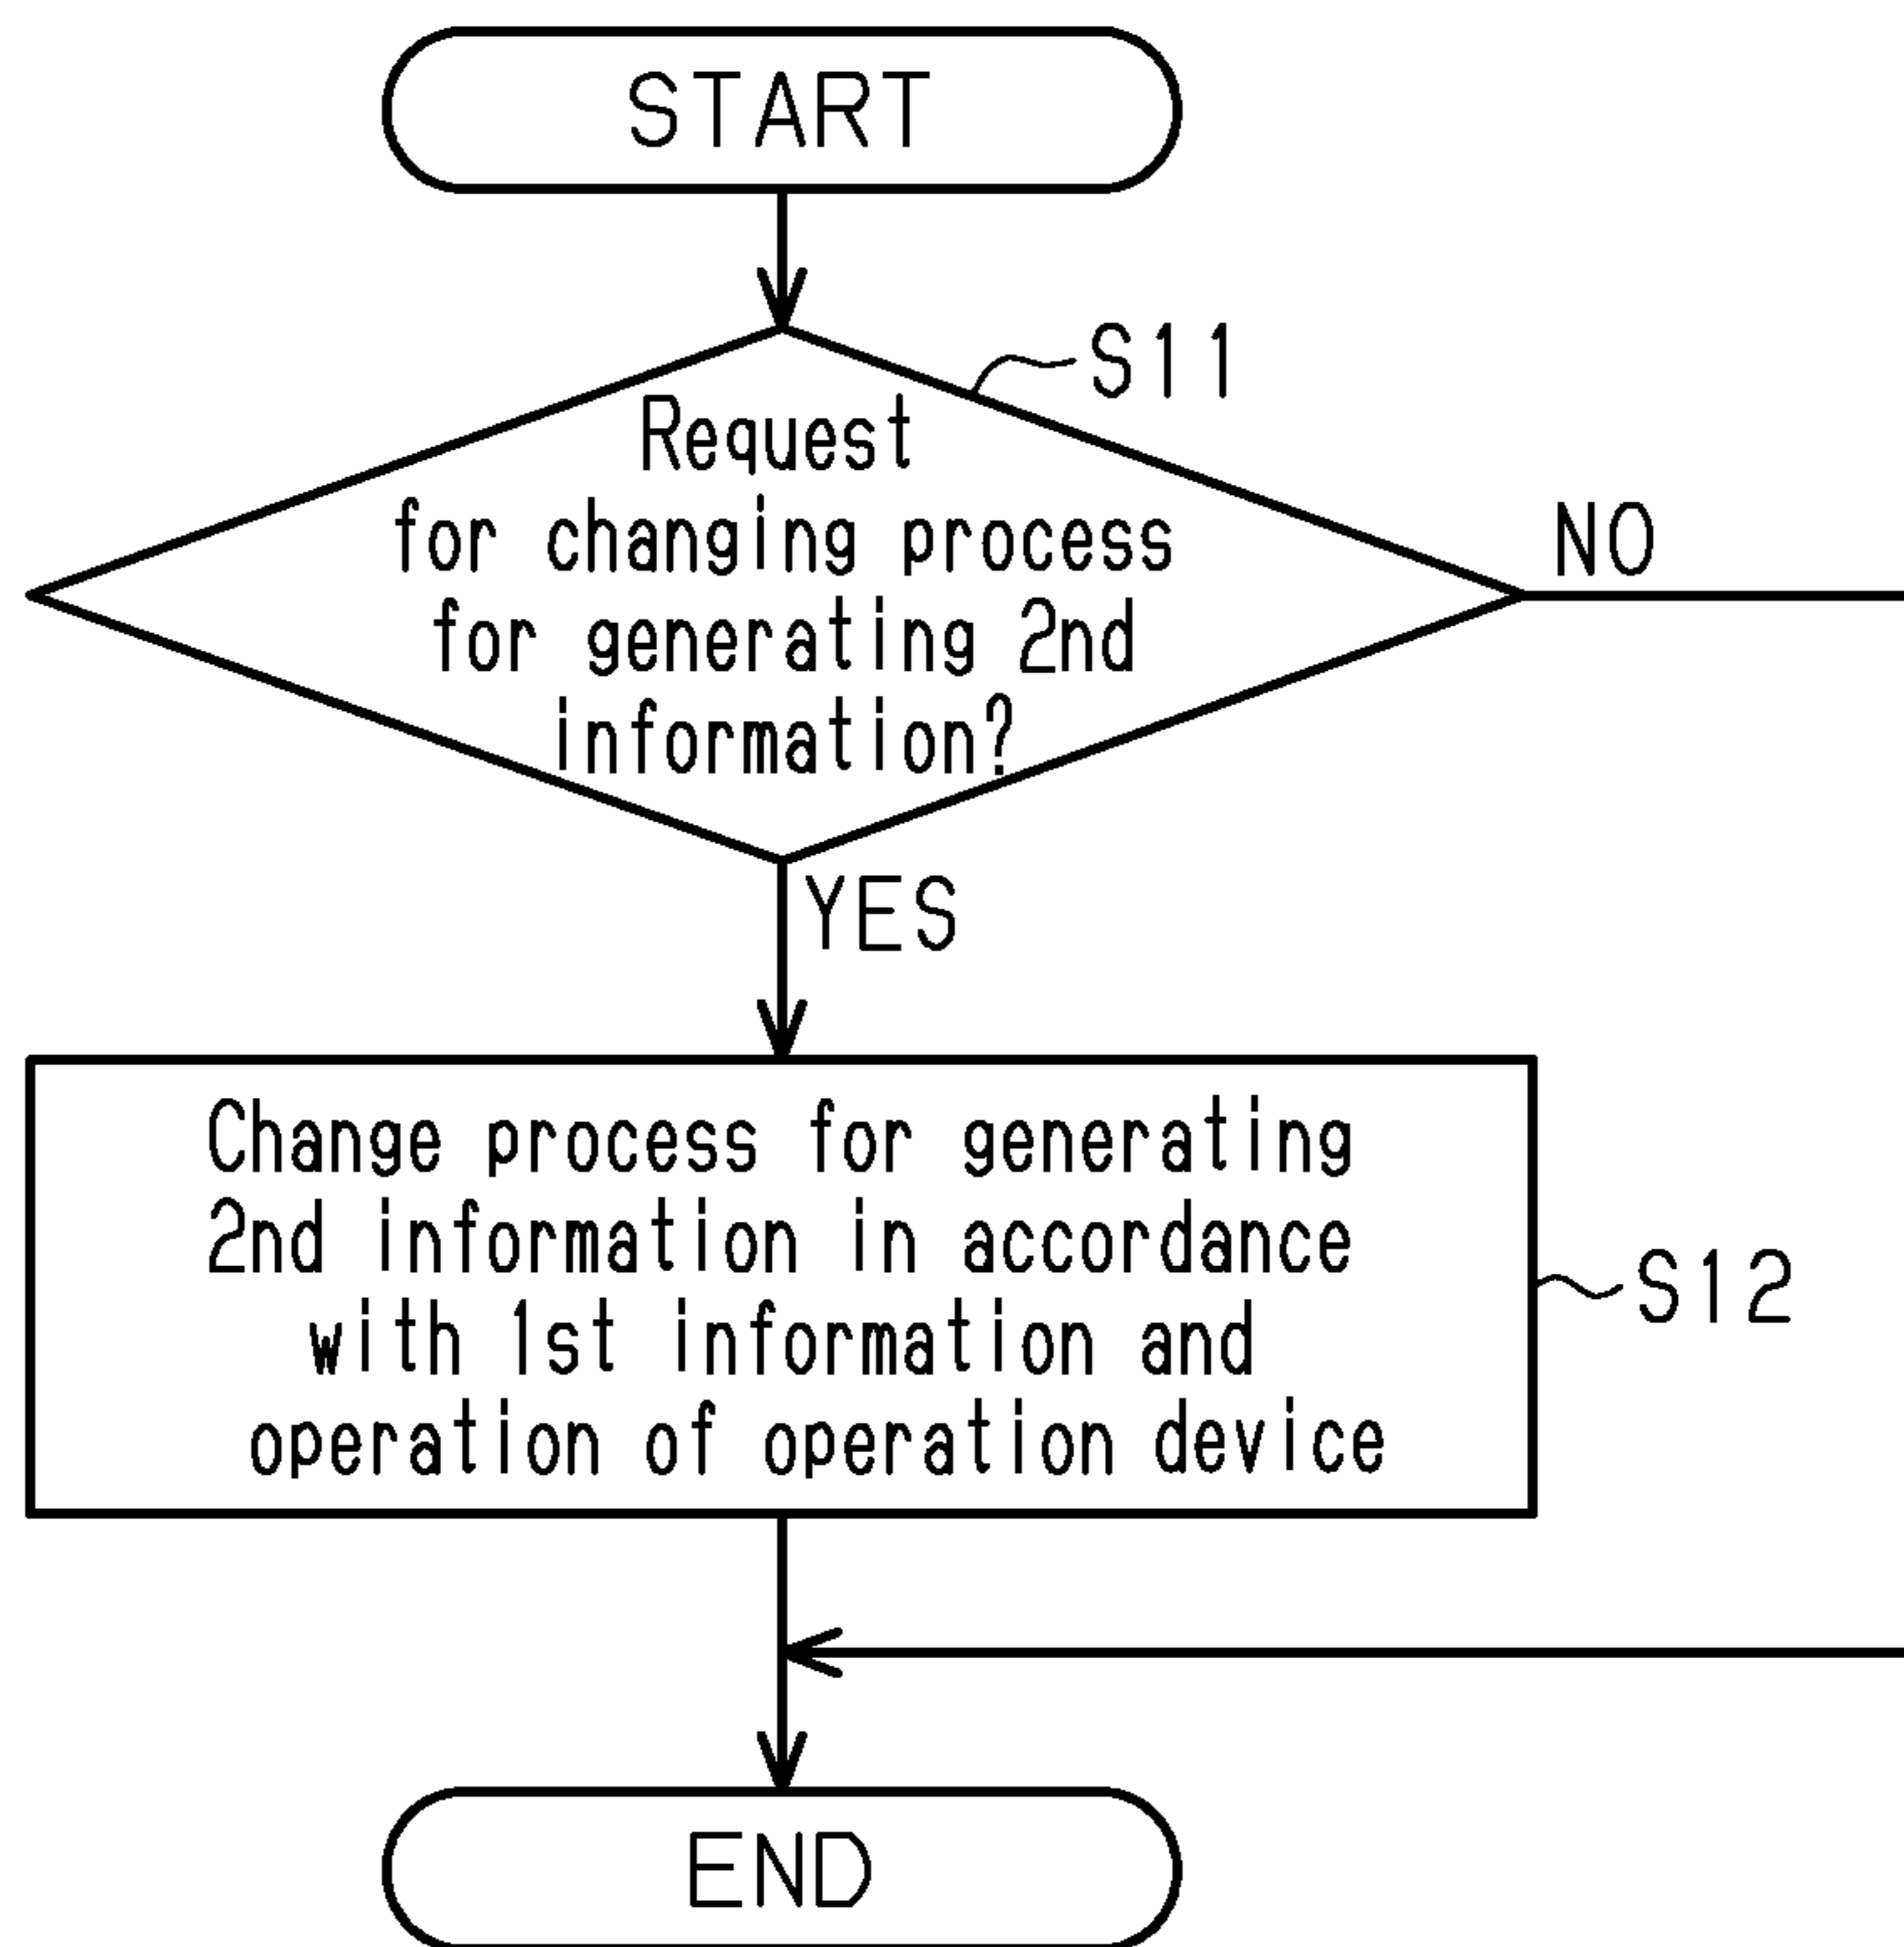 START
S11
Request
for changing process
for generating 2nd
information?
NO
YES
Change process for generating
2nd information in accordance
with 1st information and
operation of operation device
S12
END